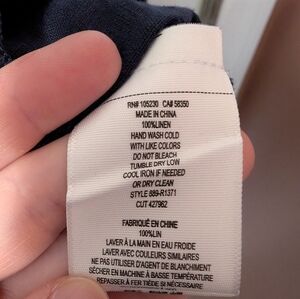 RN# 105230 CA# 58350
MADE IN CHINA
100%LINEN
HAND WASH COLD
WITH LIKE COLORS
DO NOT BLEACH
TUMBLE DRY LOW
COOL IRON IF NEEDED
OR DRY CLEAN
STYLE 889-R1371
CUT 427962
FABRIQUÉ EN CHINE
100%LIN
LAVER À LA MAIN EN EAU FROIDE
LAVER AVEC COULEURS SIMILAIRES
NE PAS UTILISER D'AGENT DE BLANCHIMENT
SÉCHER EN MACHINE À BASSE TEMPÉRATURE
REPASSER À FER TIÈDE SI NÉCESSAIRE